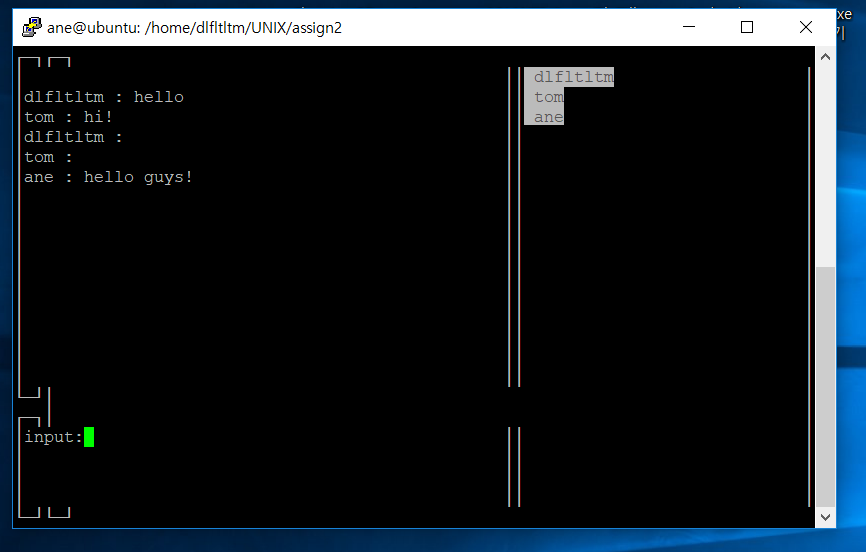 xe
ane@ubuntu: /home/dlfltltm/UNIX/assign2
dlfltltm : hello
tom : hi!
dlfltltm :
tom :
ane : hello guys!
dlfltltm
tom
ane
input: